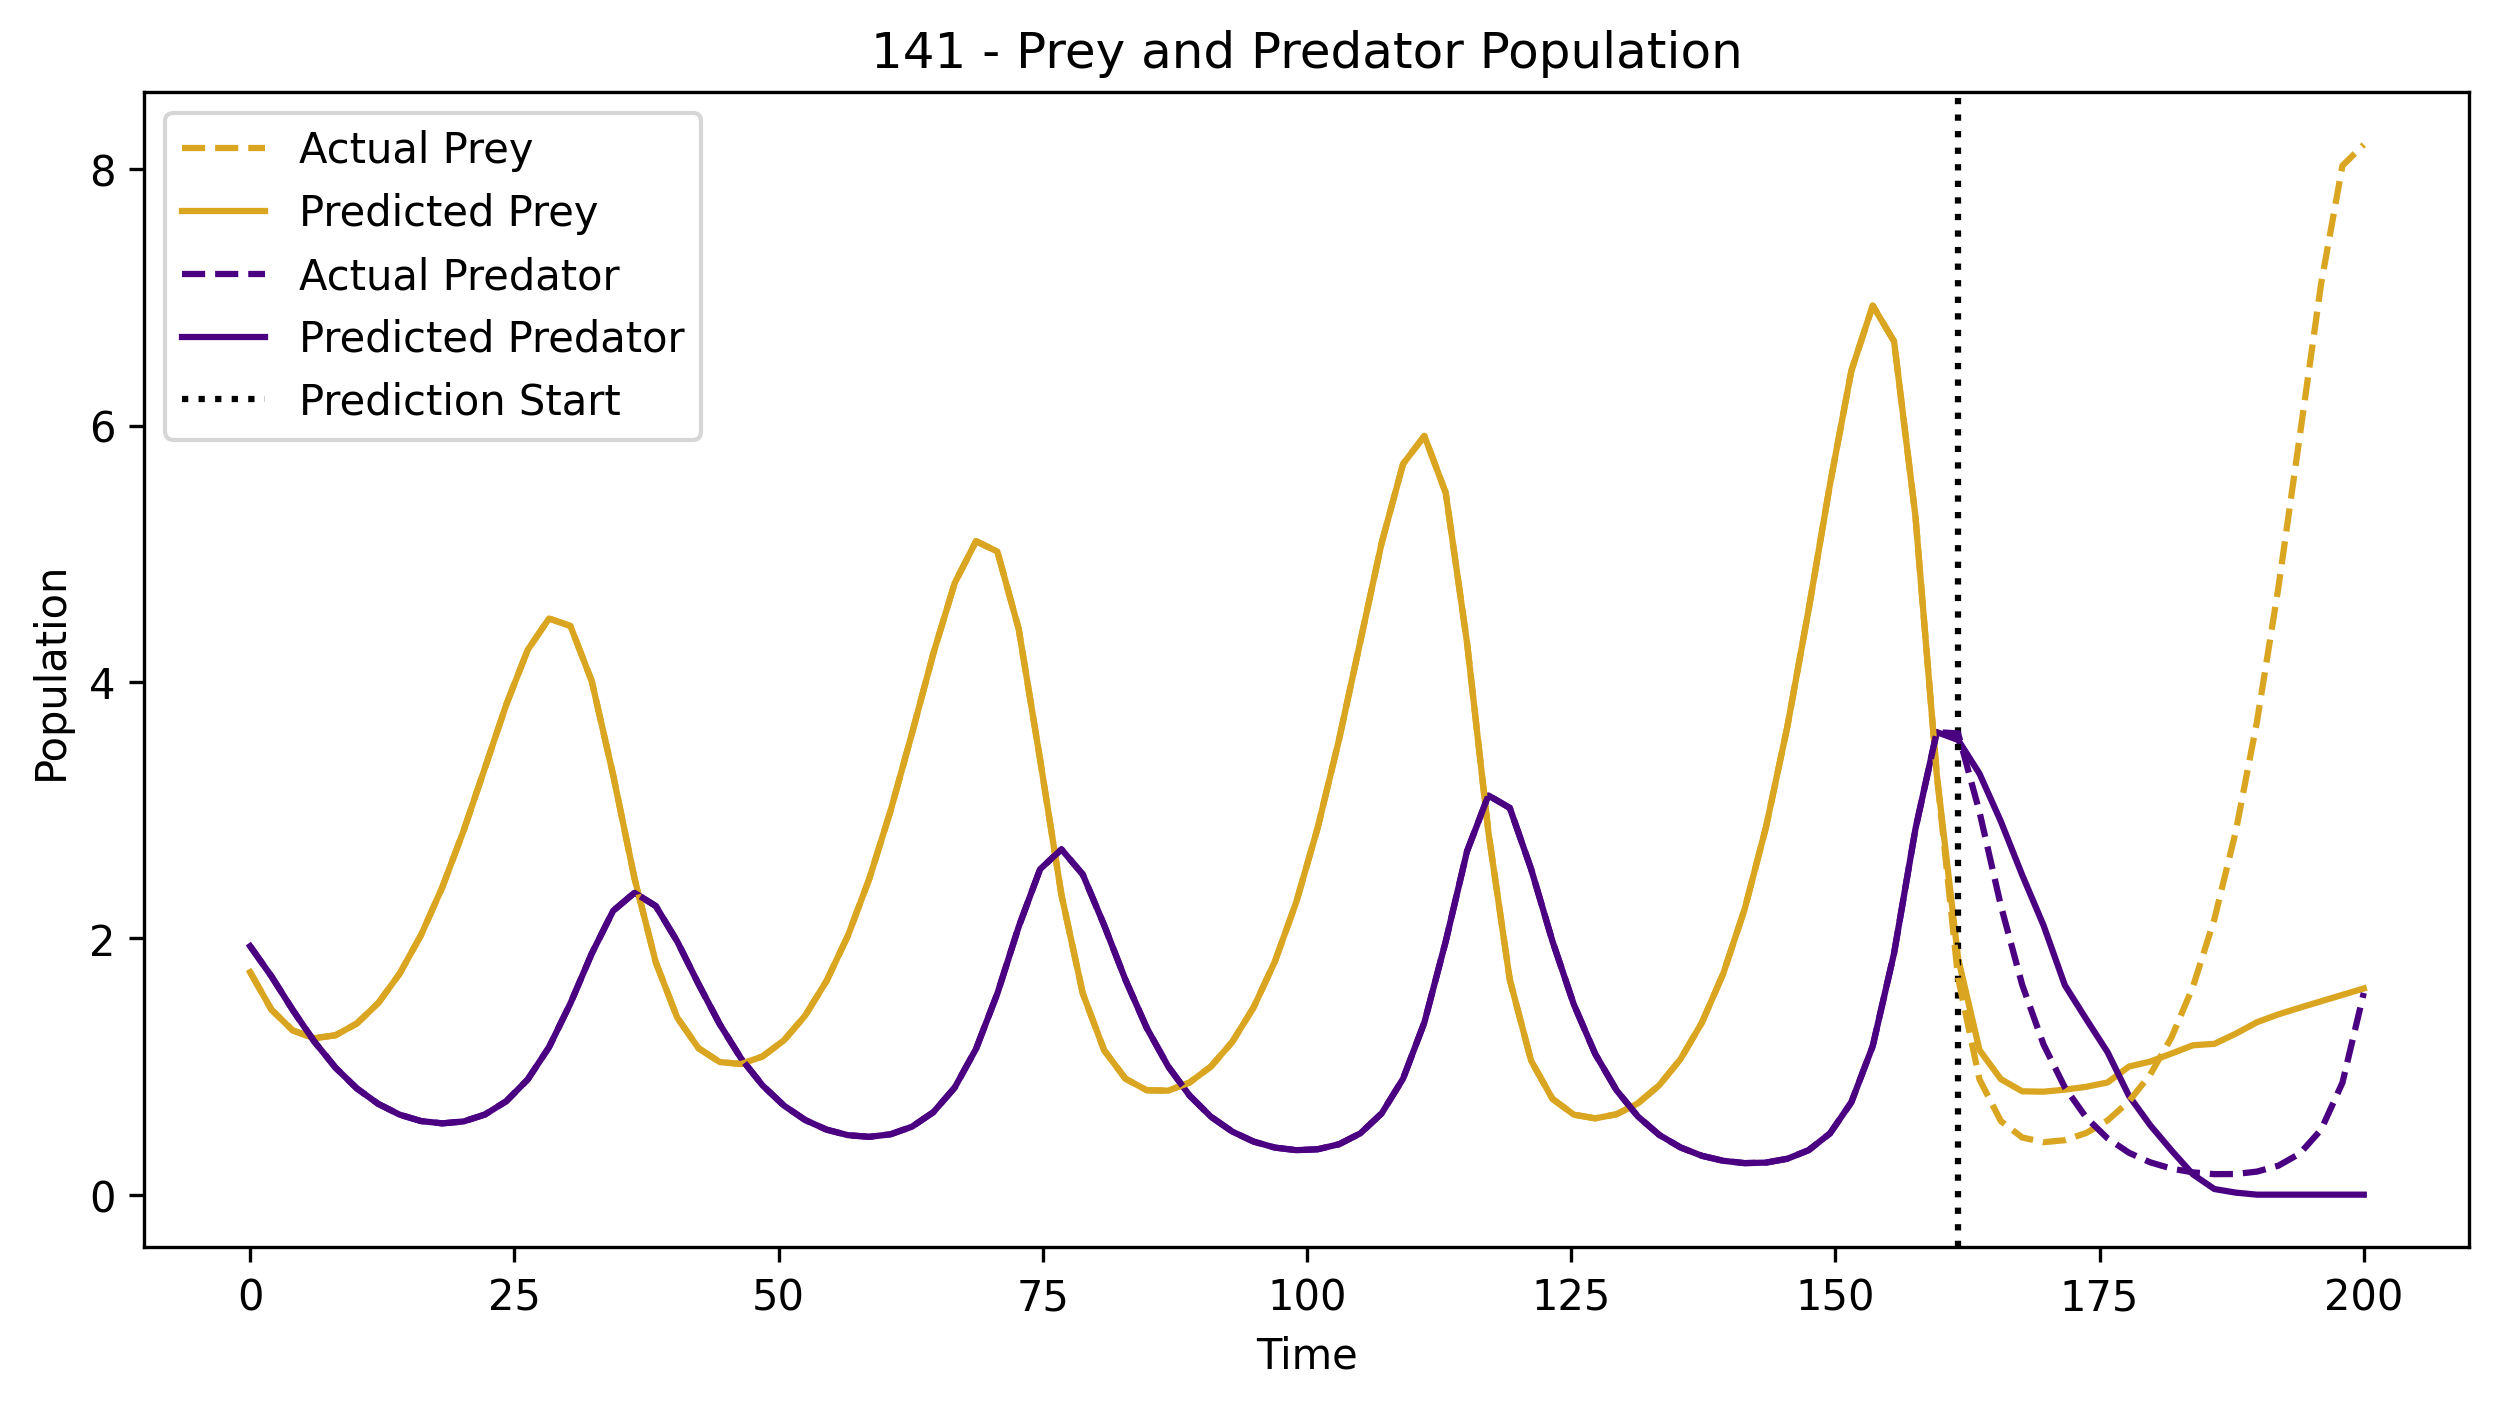 141 - Prey and Predator Population
Actual Prey
Predicted Prey
Actual Predator
Predicted Predator
Prediction Start
Population
8
6
4
2
0
0 25 50 75 100 125 150 175 200
Time